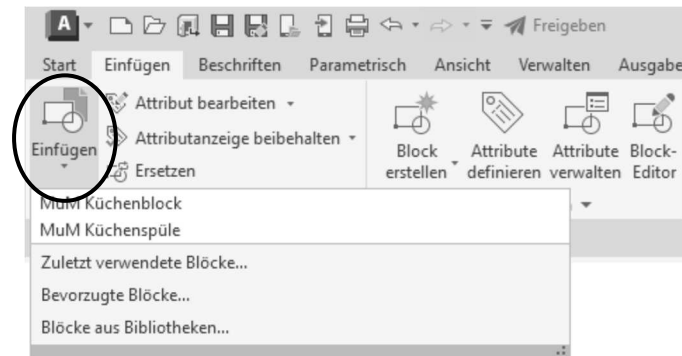 A
Freigeben
Start Einfügen Beschriften Parametrisch Ansicht Verwalten Ausgabe
Attribut bearbeiten
Attributanzeige beibehalten
Ersetzen
Einfügen
Block erstellen
Attribute definieren
Attribute verwalten
Block-Editor
MuM Küchenblock
MuM Küchenspüle
Zuletzt verwendete Blöcke...
Bevorzugte Blöcke...
Blöcke aus Bibliotheken...